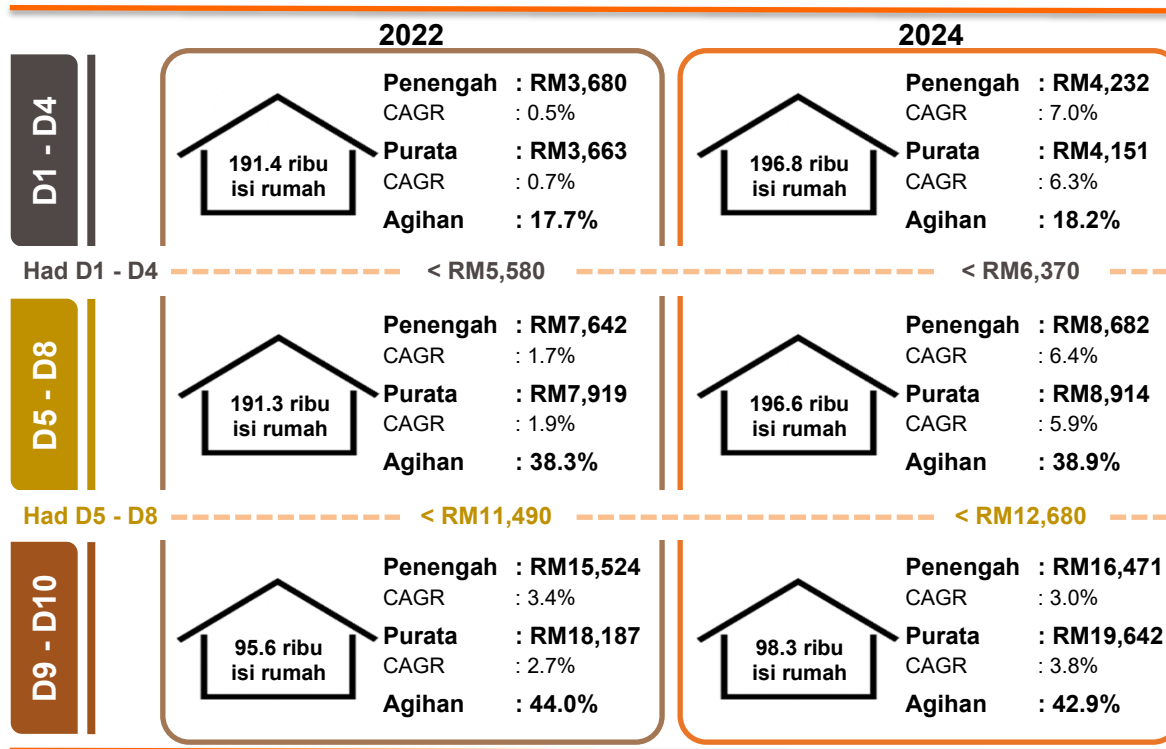 2022
2024
D1 - D4
191.4 ribu
isi rumah
Penengah : RM3,680
CAGR : 0.5%
Purata : RM3,663
CAGR : 0.7%
Agihan : 17.7%
196.8 ribu
isi rumah
Penengah : RM4,232
CAGR : 7.0%
Purata : RM4,151
CAGR : 6.3%
Agihan : 18.2%
Had D1 - D4 < RM5,580 < RM6,370
D5 - D8
191.3 ribu
isi rumah
Penengah : RM7,642
CAGR : 1.7%
Purata : RM7,919
CAGR : 1.9%
Agihan : 38.3%
196.6 ribu
isi rumah
Penengah : RM8,682
CAGR : 6.4%
Purata : RM8,914
CAGR : 5.9%
Agihan : 38.9%
Had D5 - D8 < RM11,490 < RM12,680
D9 - D10
95.6 ribu
isi rumah
Penengah : RM15,524
CAGR : 3.4%
Purata : RM18,187
CAGR : 2.7%
Agihan : 44.0%
98.3 ribu
isi rumah
Penengah : RM16,471
CAGR : 3.0%
Purata : RM19,642
CAGR : 3.8%
Agihan : 42.9%